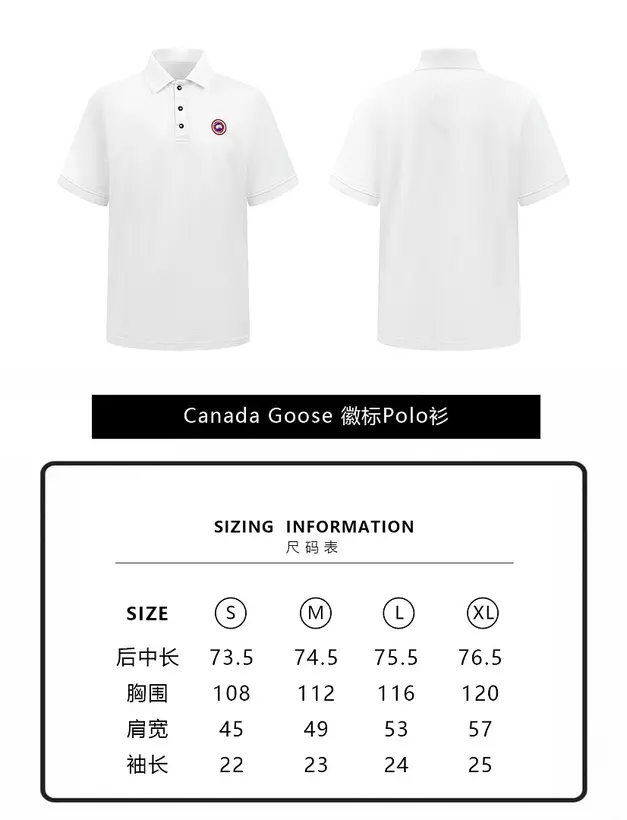 Canada Goose 徽标Polo衫
SIZING INFORMATION
尺码表
SIZE S M L XL
后中长 73.5 74.5 75.5 76.5
胸围 108 112 116 120
肩宽 45 49 53 57
袖长 22 23 24 25